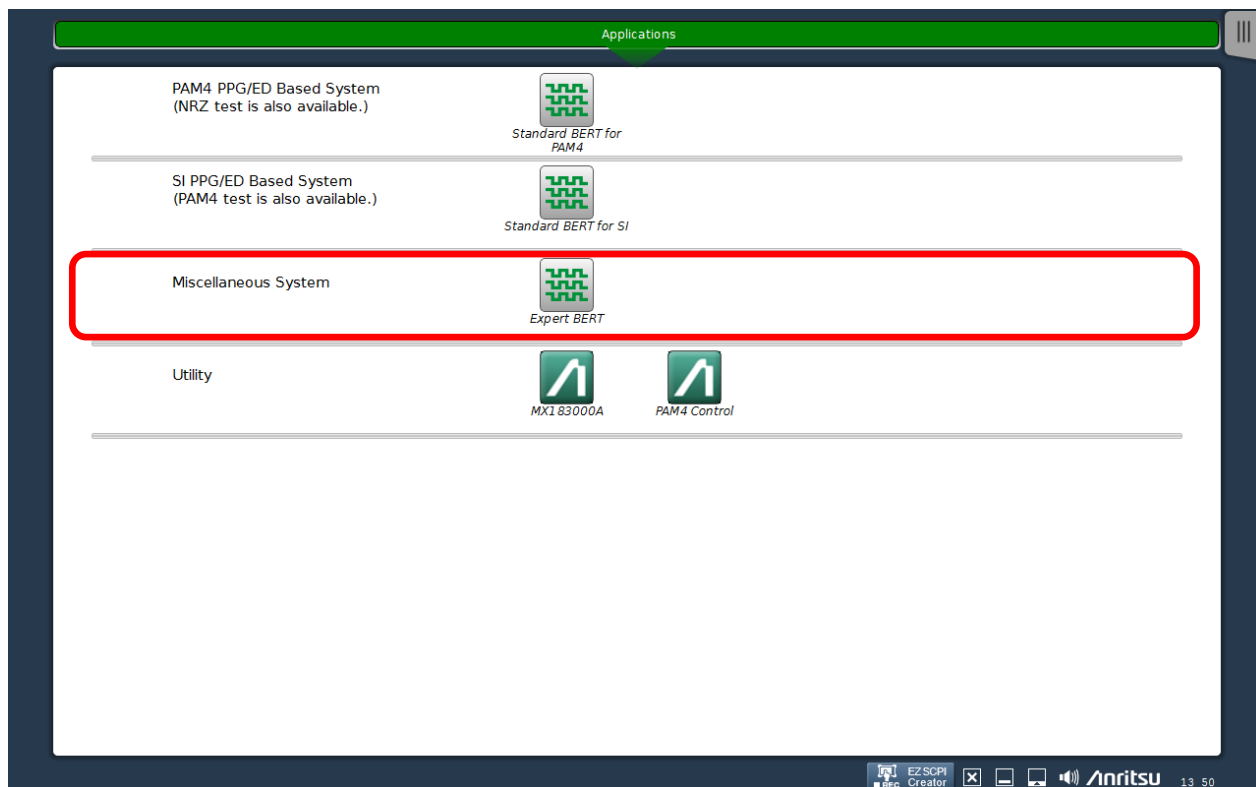 Applications
PAM4 PPG/ED Based System
(NRZ test is also available.)
Standard BERT for
PAM4
SI PPG/ED Based System
(PAM4 test is also available.)
Standard BERT for SI
Miscellaneous System
Expert BERT
Utility
MX183000A
PAM4 Control
REC
EZ SCPI
Creator
Anritsu
13 50